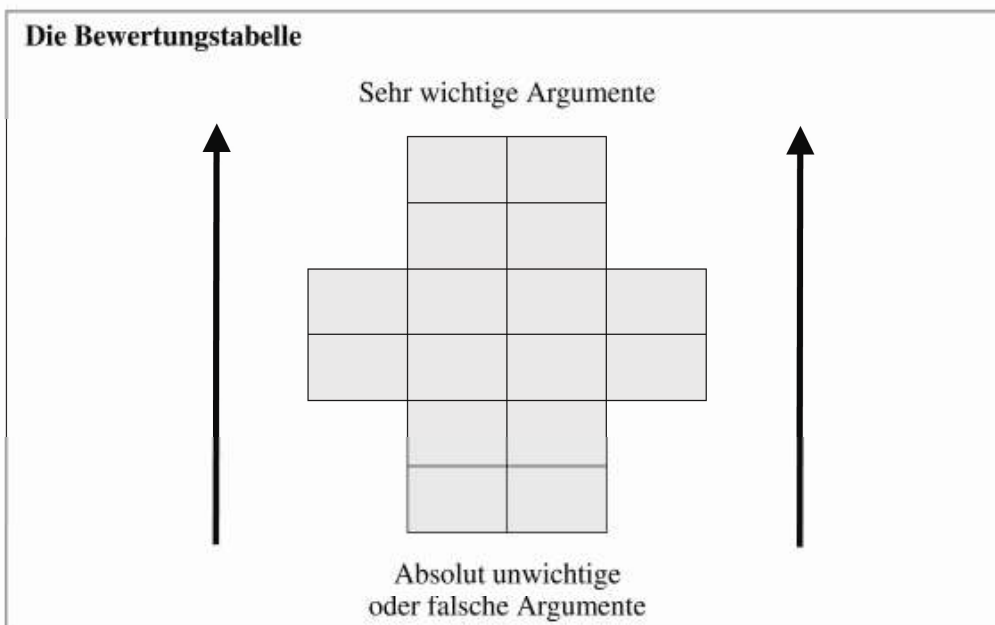 Die Bewertungstabelle
Sehr wichtige Argumente
Absolut unwichtige
oder falsche Argumente